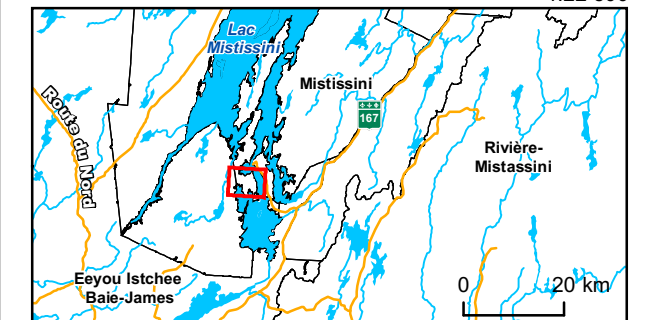 Lac
Mistissini
Mistissini
167
Route du Nord
Rivière-
Mistassini
Eeyou Istchee
Baie-James
0 20 km